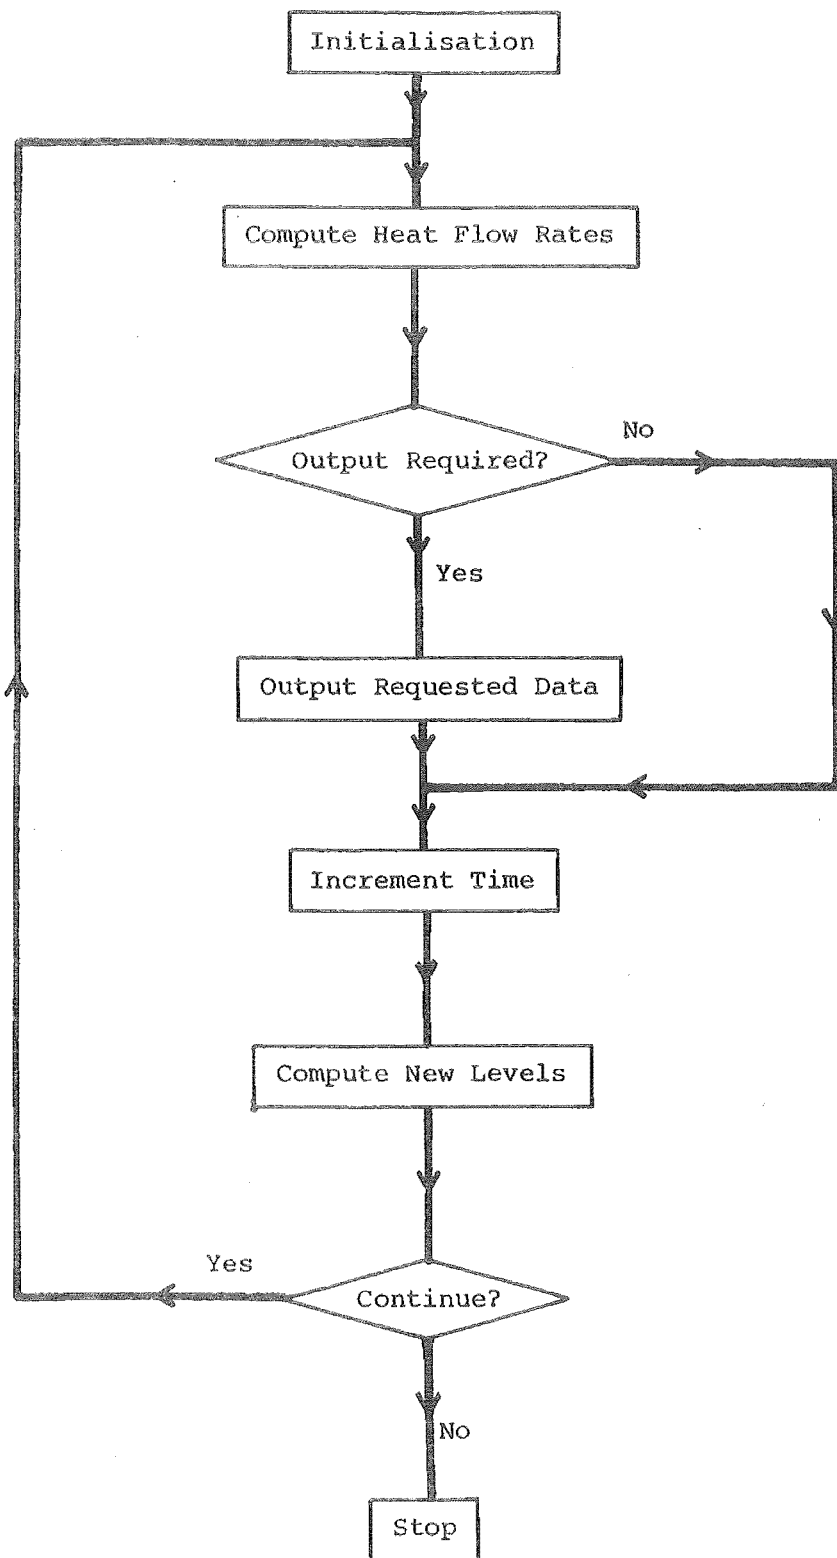 Initialisation
Compute Heat Flow Rates
Output Required?
No
Yes
Output Requested Data
Increment Time
Compute New Levels
Yes
Continue?
No
Stop